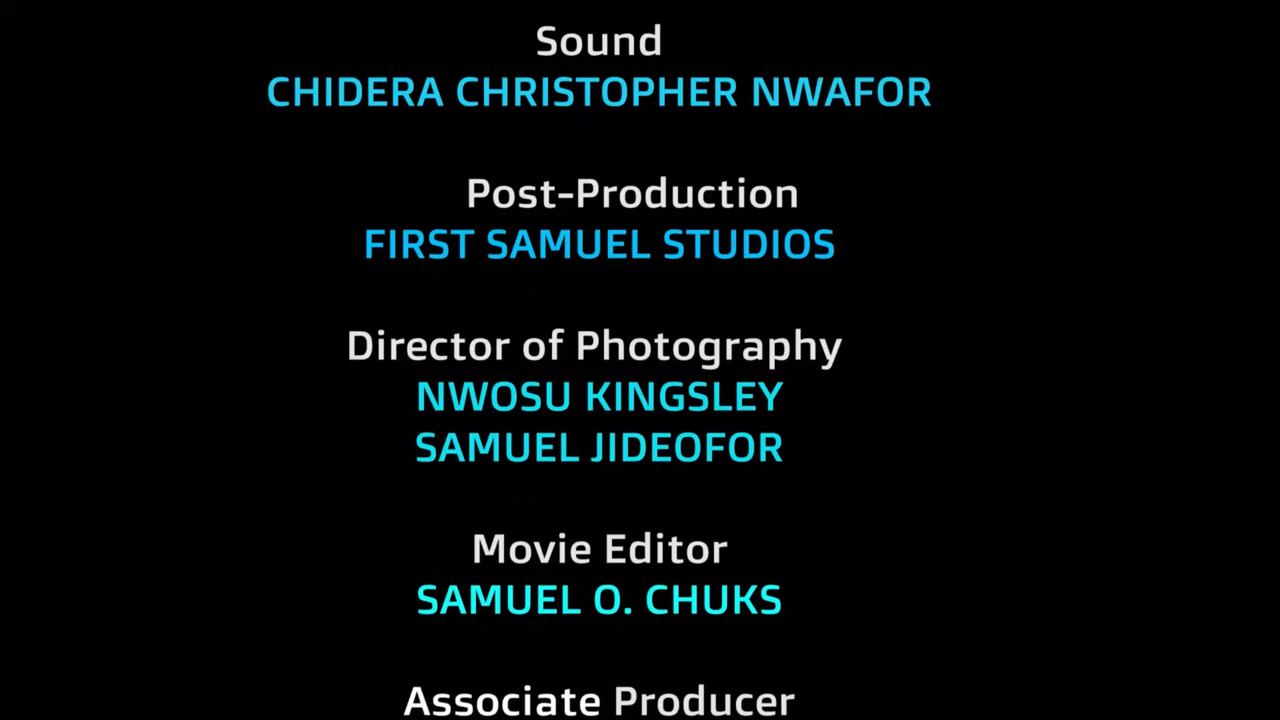 Sound
CHIDERA CHRISTOPHER NWAFOR
Post-Production
FIRST SAMUEL STUDIOS
Director of Photography
NWOSU KINGSLEY
SAMUEL JIDEOFOR
Movie Editor
SAMUEL O. CHUKS
Associate Producer